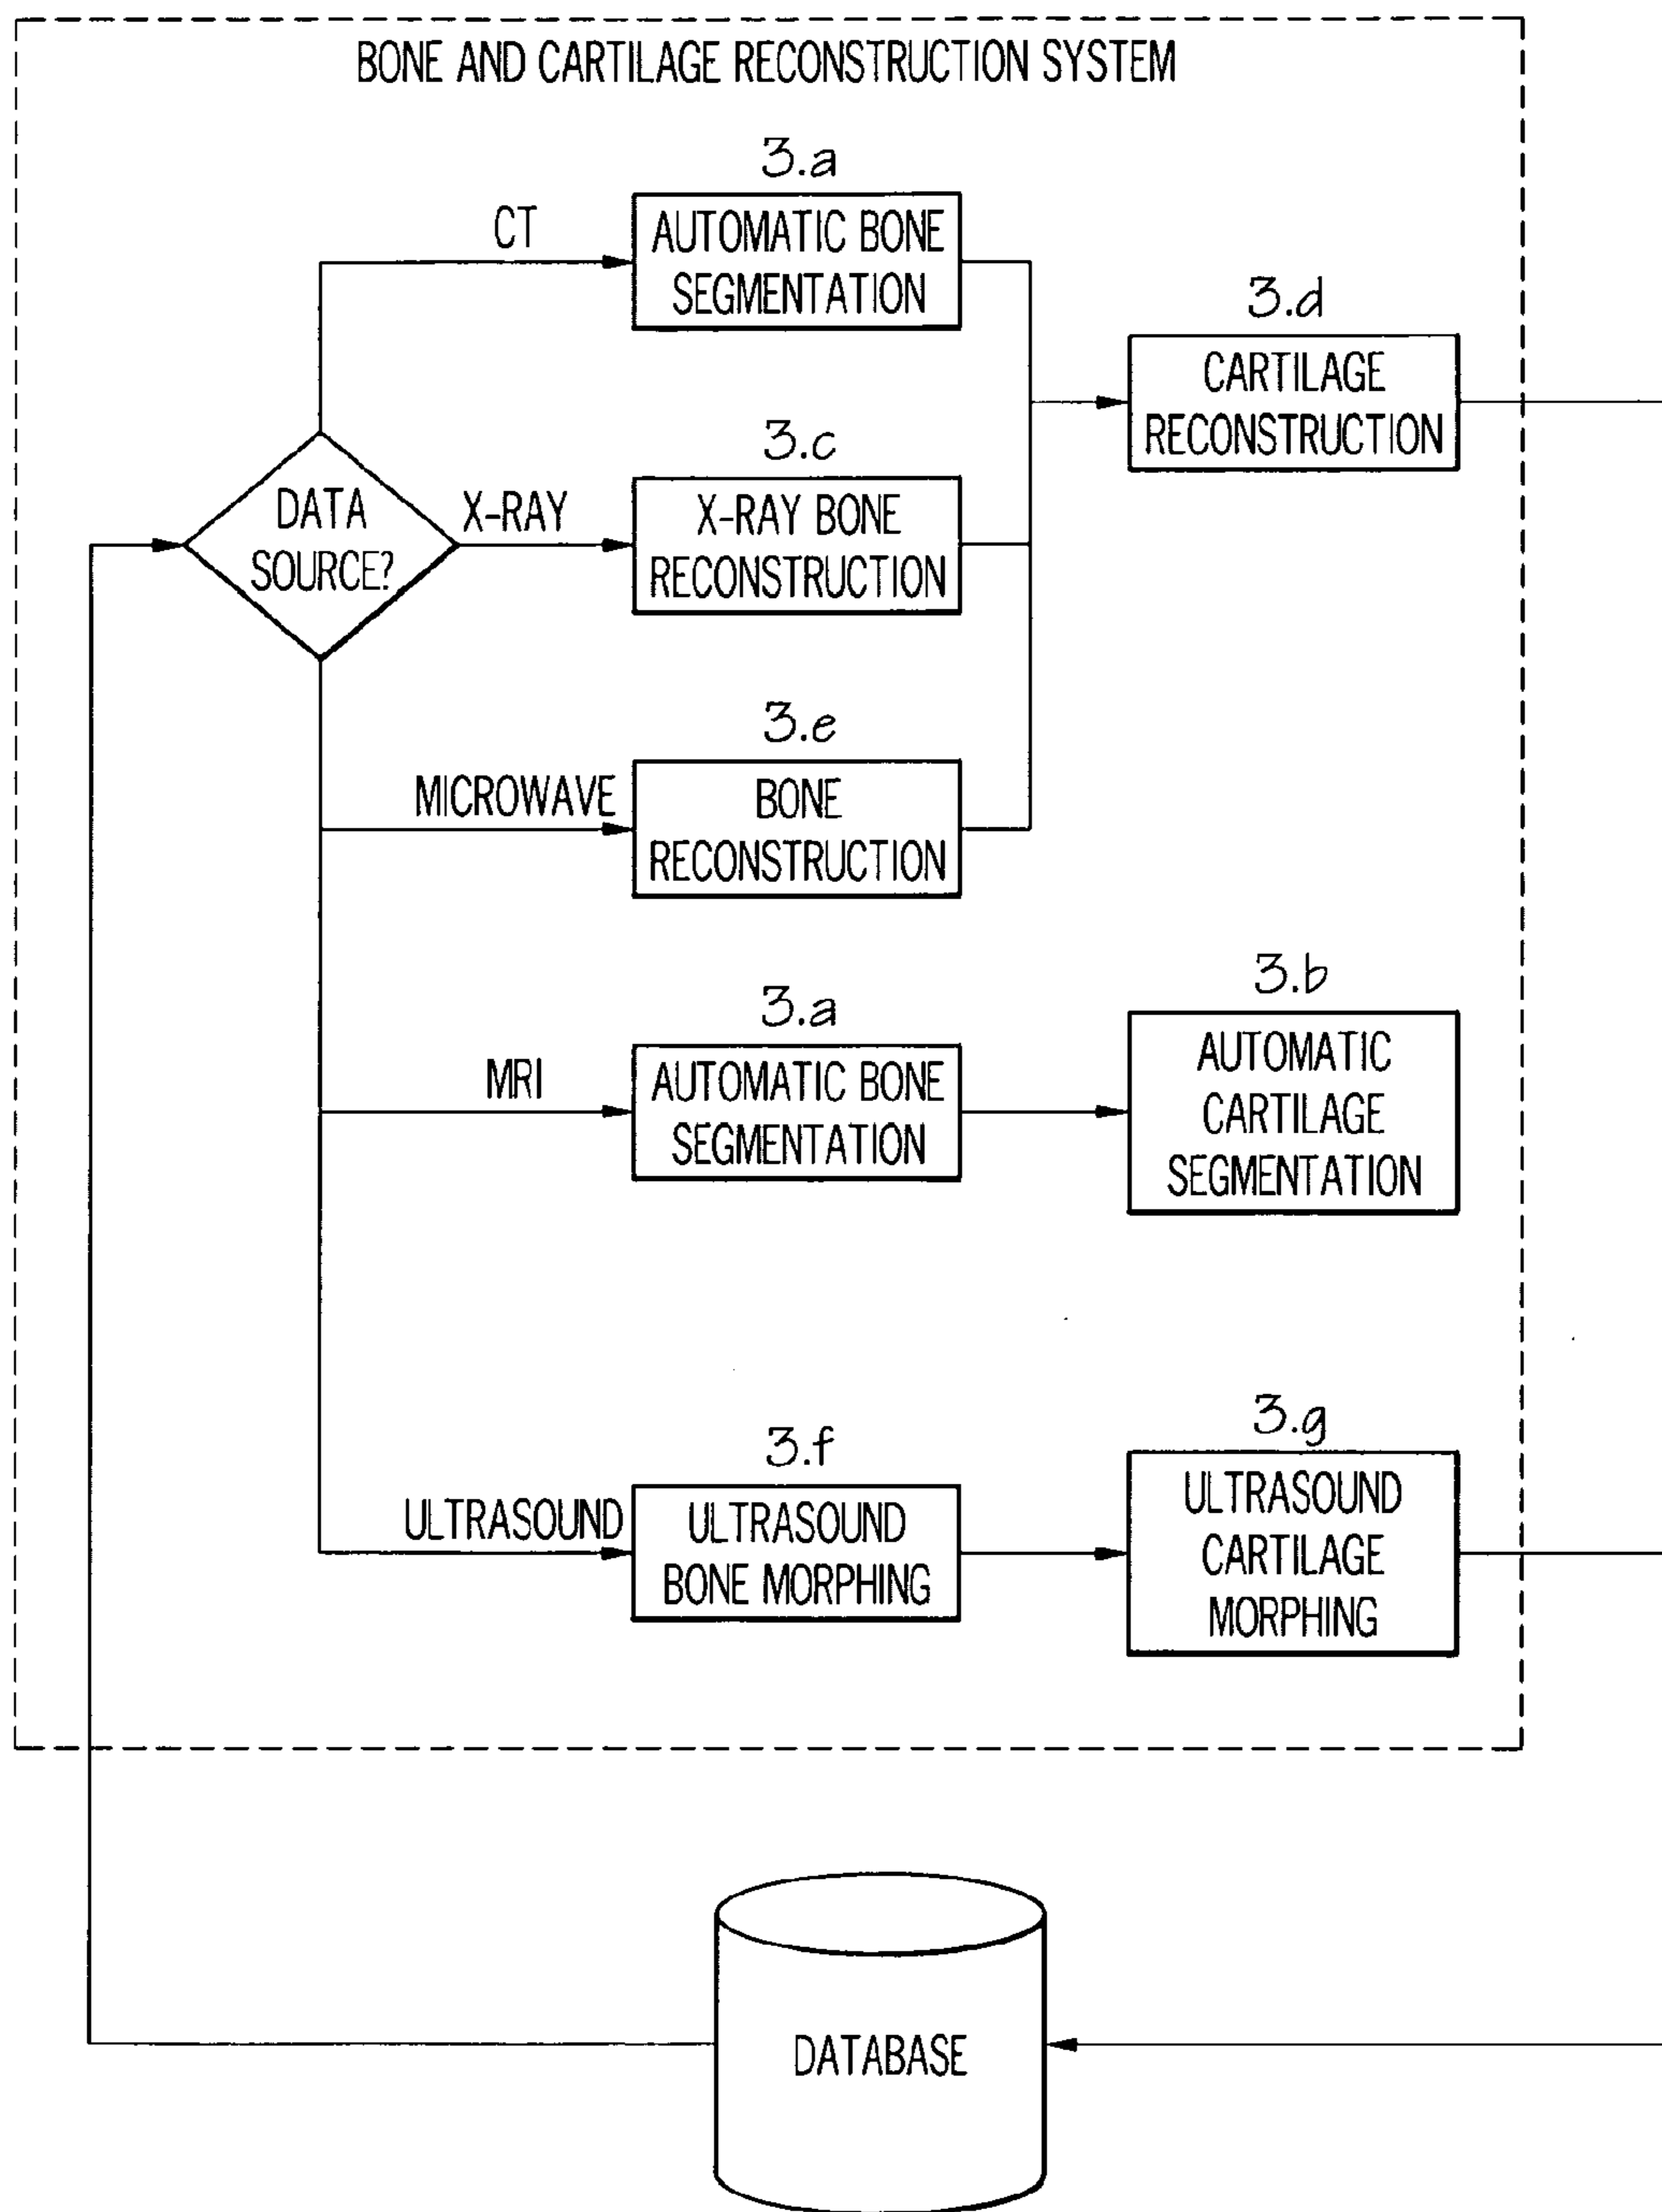 BONE AND CARTILAGE RECONSTRUCTION SYSTEM
3.a
CT
AUTOMATIC BONE
SEGMENTATION
3.d
CARTILAGE
RECONSTRUCTION
3.c
DATA
SOURCE?
X-RAY
X-RAY BONE
RECONSTRUCTION
3.e
MICROWAVE
BONE
RECONSTRUCTION
3.a
MRI
AUTOMATIC BONE
SEGMENTATION
3.b
AUTOMATIC
CARTILAGE
SEGMENTATION
3.f
ULTRASOUND
ULTRASOUND
BONE MORPHING
3.g
ULTRASOUND
CARTILAGE
MORPHING
DATABASE